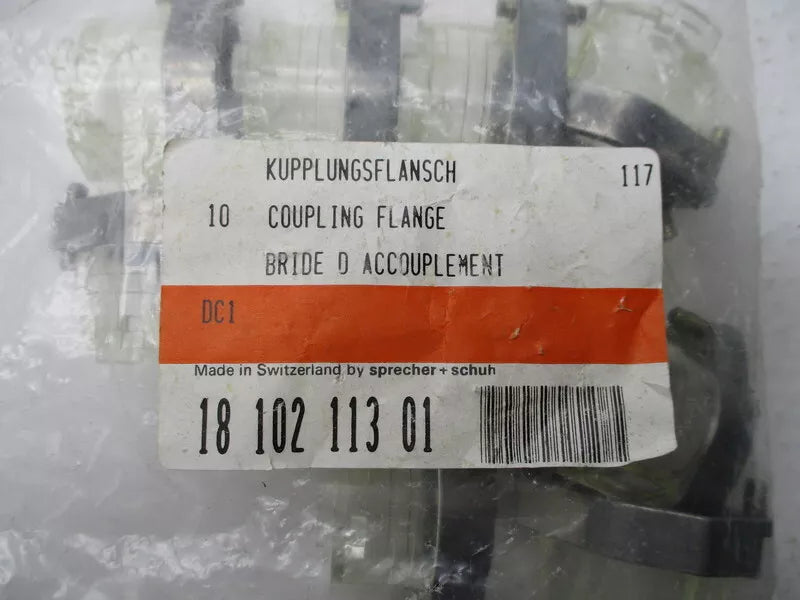 KUPPLUNGSFLANSCH 117
10 COUPLING FLANGE
BRIDE D ACCOUPLEMENT
DC1
Made in Switzerland by sprecher+schuh
18 102 113 01